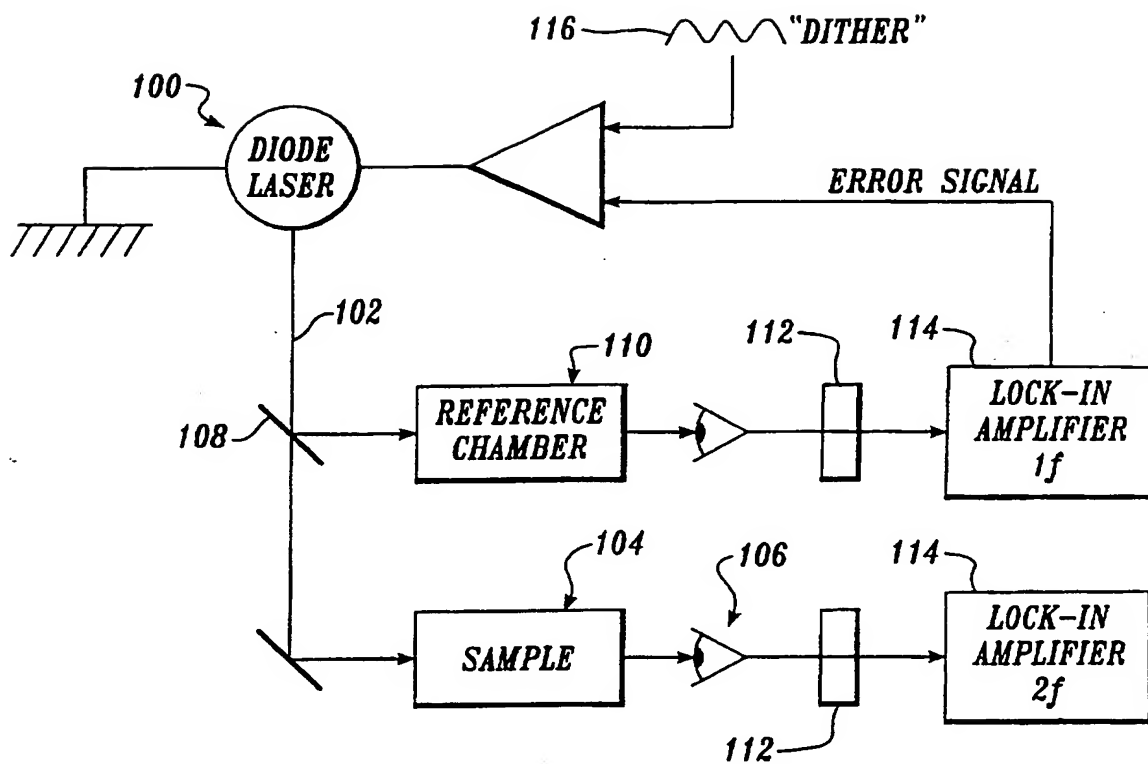 116
"DITHER"
100
DIODE
LASER
ERROR SIGNAL
102
110
112
114
108
REFERENCE
CHAMBER
LOCK-IN
AMPLIFIER
1f
104
106
114
SAMPLE
LOCK-IN
AMPLIFIER
2f
112